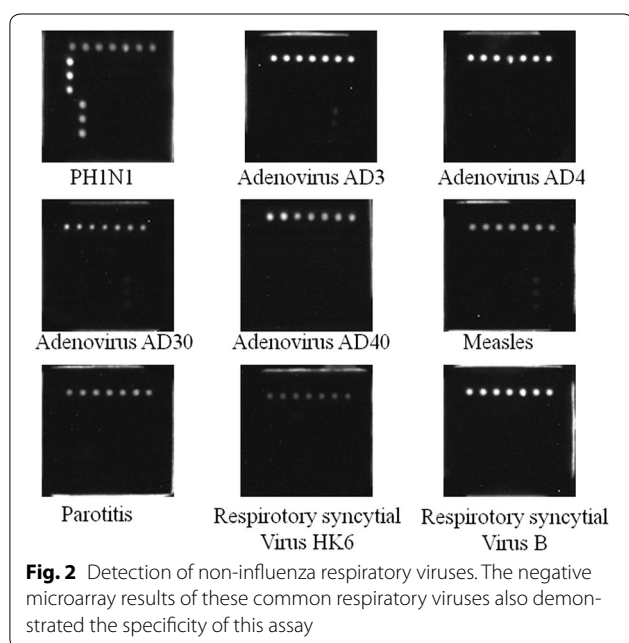 PH1N1
Adenovirus AD3
Adenovirus AD4
Adenovirus AD30
Adenovirus AD40
Measles
Parotitis
Respirotory syncytial
Virus HK6
Respirotory syncytial
Virus B
Fig. 2 Detection of non-influenza respiratory viruses. The negative
microarray results of these common respiratory viruses also demon-
strated the specificity of this assay